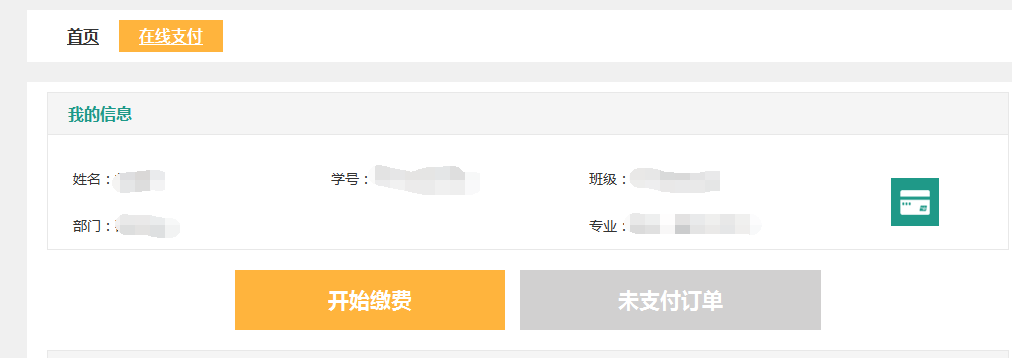 首页 在线支付
我的信息
姓名： 学号： 班级：
部门： 专业：
开始缴费 未支付订单